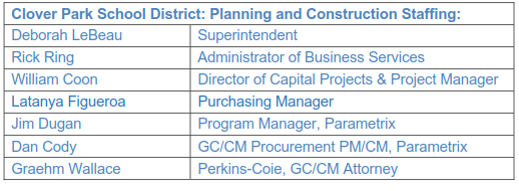 Clover Park School District: Planning and Construction Staffing:
Deborah LeBeau Superintendent
Rick Ring Administrator of Business Services
William Coon Director of Capital Projects & Project Manager
Latanya Figueroa Purchasing Manager
Jim Dugan Program Manager, Parametrix
Dan Cody GC/CM Procurement PM/CM, Parametrix
Graehm Wallace Perkins-Coie, GC/CM Attorney